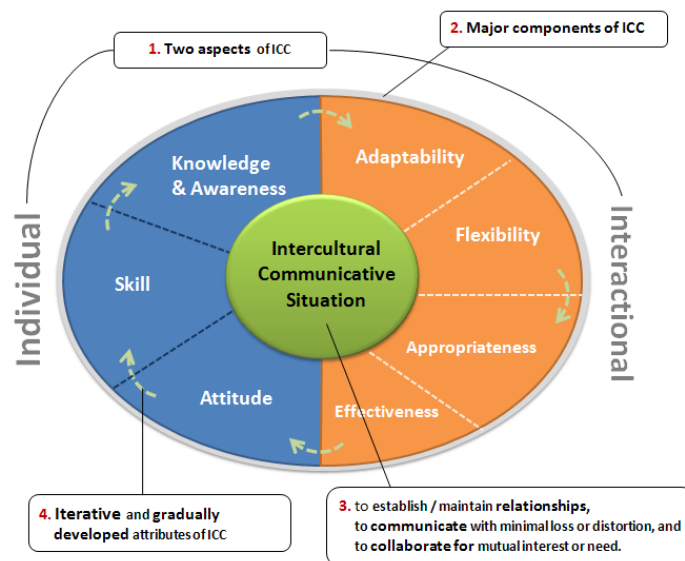 1. Two aspects of ICC
2. Major components of ICC
Individual
Interactional
Knowledge
& Awareness
Adaptability
Skill
Flexibility
Intercultural
Communicative
Situation
Attitude
Appropriateness
Effectiveness
4. Iterative and gradually
developed attributes of ICC
3. to establish / maintain relationships,
to communicate with minimal loss or distortion, and
to collaborate for mutual interest or need.